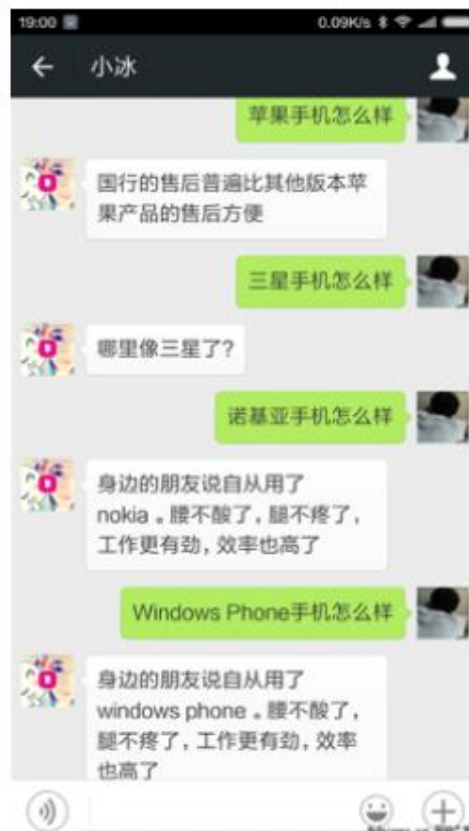 19:00 0.09K/s
小冰
苹果手机怎么样
国行的售后普遍比其他版本苹
果产品的售后方便
三星手机怎么样
哪里像三星了?
诺基亚手机怎么样
身边的朋友说自从用了
nokia 。腰不酸了，腿不疼了，
工作更有劲，效率也高了
Windows Phone手机怎么样
身边的朋友说自从用了
windows phone 。腰不酸了，
腿不疼了，工作更有劲，效率
也高了